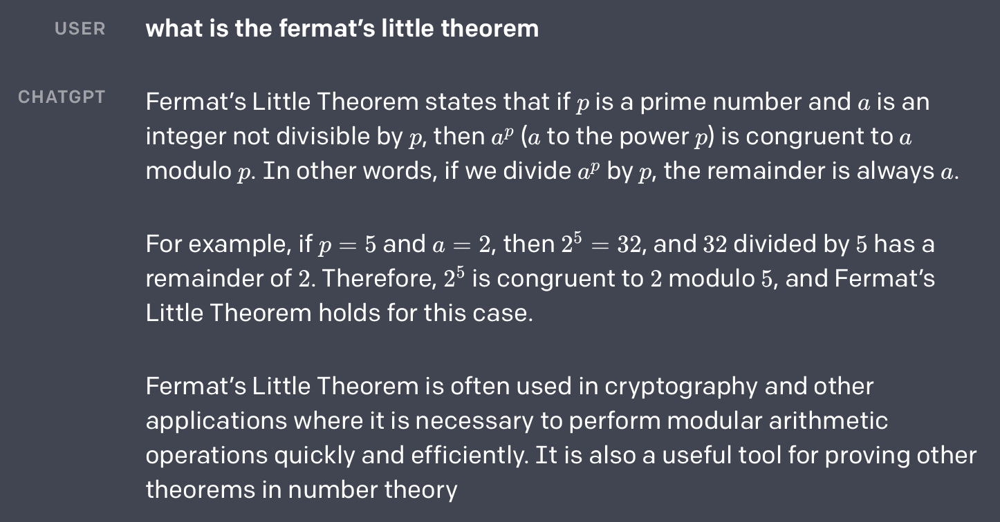 USER what is the fermat’s little theorem
CHATGPT Fermat’s Little Theorem states that if p is a prime number and a is an
integer not divisible by p, then aᵖ (a to the power p) is congruent to a
modulo p. In other words, if we divide aᵖ by p, the remainder is always a.
For example, if p = 5 and a = 2, then 2⁵ = 32, and 32 divided by 5 has a
remainder of 2. Therefore, 2⁵ is congruent to 2 modulo 5, and Fermat’s
Little Theorem holds for this case.
Fermat’s Little Theorem is often used in cryptography and other
applications where it is necessary to perform modular arithmetic
operations quickly and efficiently. It is also a useful tool for proving other
theorems in number theory